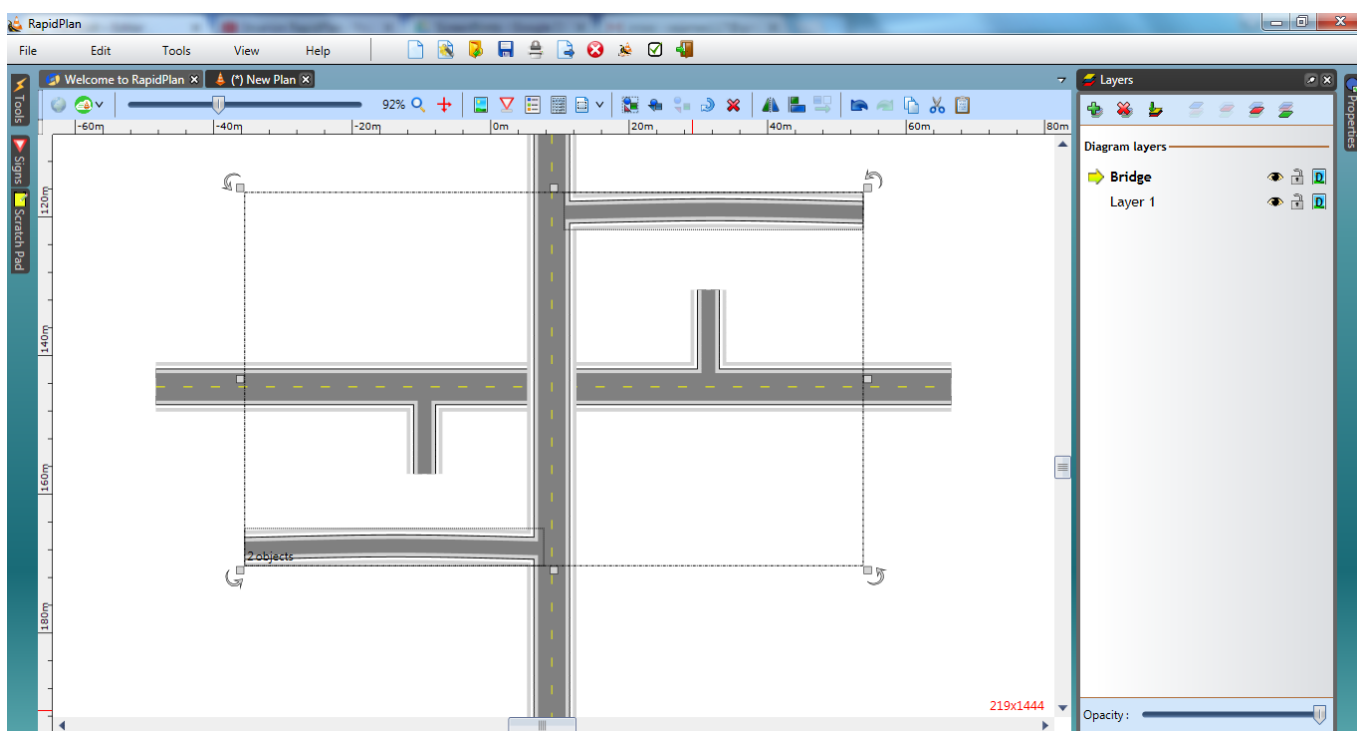 RapidPlan
File Edit Tools View Help
Welcome to RapidPlan (*) New Plan
Layers
92%
Tools
Signs
Scratch Pad
Properties
-60m -40m -20m 0m 20m 40m 60m 80m
Diagram layers
Bridge D
Layer 1 D
120m
140m
160m
180m
2 objects
219x1444
Opacity :